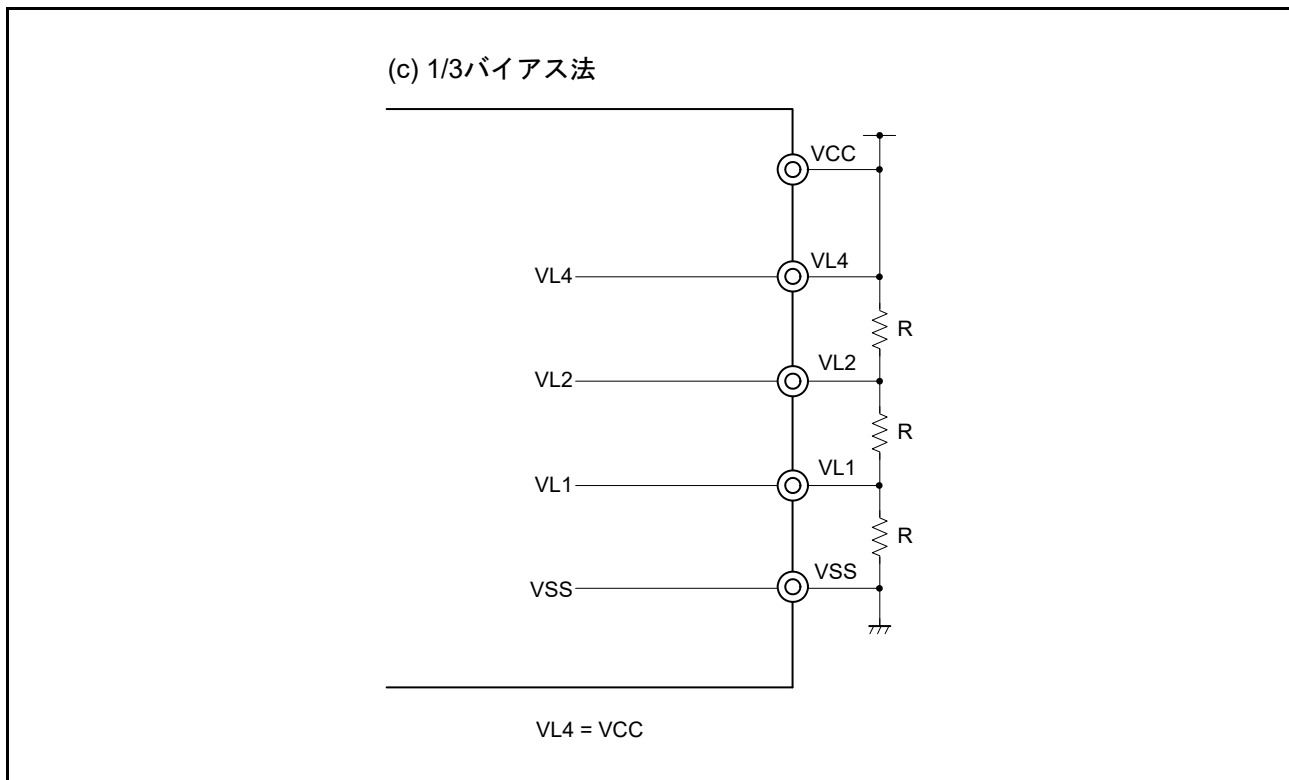 (c) 1/3バイアス法
VCC
VL4 VL4
R
VL2 VL2
R
VL1 VL1
R
VSS VSS
VL4 = VCC